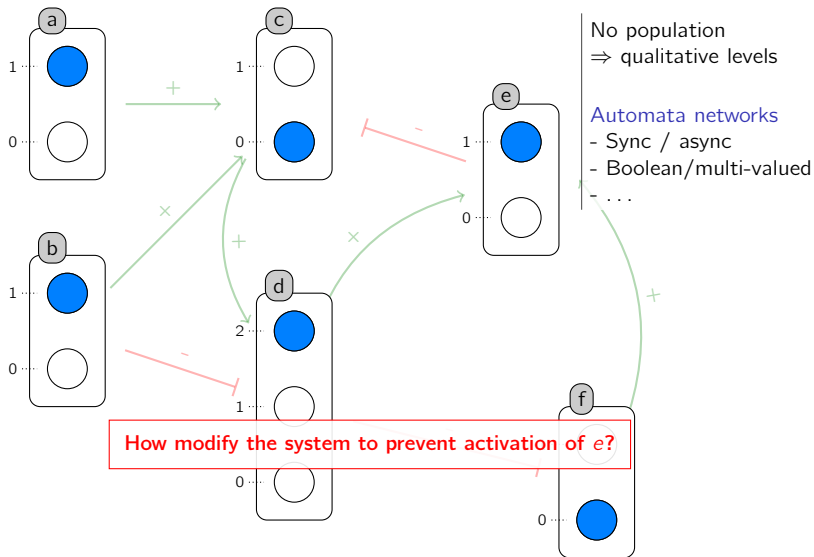 a
c
No population
⇒ qualitative levels
1
1
+
e
Automata networks
- Sync / async
- Boolean/multi-valued
- . . .
0
0
-
1
0
+
+
b
d
+
1
+
2
-
0
1
f
How modify the system to prevent activation of e?
0
0